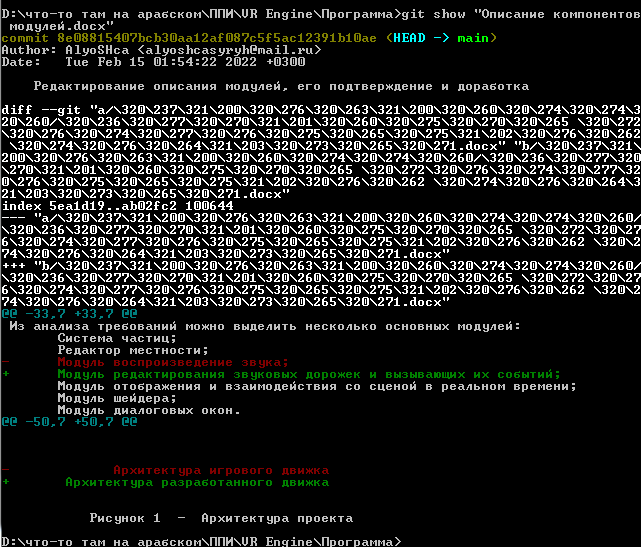 D:\что-то там на арабском\ППИ\VR Engine\Программа>git show "Описание компонентов
 модулей.docx"
commit 8e08815407bcb30aa12af087c5f5ac12391b10ae (HEAD -> main)
Author: AlyoSHca <alyoshcasyryh@mail.ru>
Date:   Tue Feb 15 01:54:22 2022 +0300
Редактирование описания модулей, его подтверждение и доработка
diff --git "a/\320\237\321\200\320\276\320\263\321\200\320\260\320\274\320\274\3
20\260/\320\236\320\277\320\270\321\201\320\260\320\275\320\270\320\265 \320\272
\320\276\320\274\320\277\320\276\320\275\320\265\320\275\321\202\320\276\320\262
 \320\274\320\276\320\264\321\203\320\273\320\265\320\271.docx" "b/\320\237\321\
200\320\276\320\263\321\200\320\260\320\274\320\274\320\260/\320\236\320\277\320
\270\321\201\320\260\320\275\320\270\320\265 \320\272\320\276\320\274\320\277\32
0\276\320\275\320\265\320\275\321\202\320\276\320\262 \320\274\320\276\320\264\3
21\203\320\273\320\265\320\271.docx"
index 5ea1d19..ab02fc2 100644
--- "a/\320\237\321\200\320\276\320\263\321\200\320\260\320\274\320\274\320\260/
\320\236\320\277\320\270\321\201\320\260\320\275\320\270\320\265 \320\272\320\27
6\320\274\320\277\320\276\320\275\320\265\320\275\321\202\320\276\320\262 \320\2
74\320\276\320\264\321\203\320\273\320\265\320\271.docx"
+++ "b/\320\237\321\200\320\276\320\263\321\200\320\260\320\274\320\274\320\260/
\320\236\320\277\320\270\321\201\320\260\320\275\320\270\320\265 \320\272\320\27
6\320\274\320\277\320\276\320\275\320\265\320\275\321\202\320\276\320\262 \320\2
74\320\276\320\264\321\203\320\273\320\265\320\271.docx"
@@ -33,7 +33,7 @@
 Из анализа требований можно выделить несколько основных модулей:
       Система частиц;
       Редактор местности;
-      Модуль воспроизведение звука;
+      Модуль редактирования звуковых дорожек и вызывающих их событий;
       Модуль отображения и взаимодействия со сценой в реальном времени;
       Модуль шейдера;
       Модуль диалоговых окон.
@@ -50,7 +50,7 @@
-             Архитектура игрового движка
+       Архитектура разработанного движка
           Рисунок 1  -  Архитектура проекта
D:\что-то там на арабском\ППИ\VR Engine\Программа>